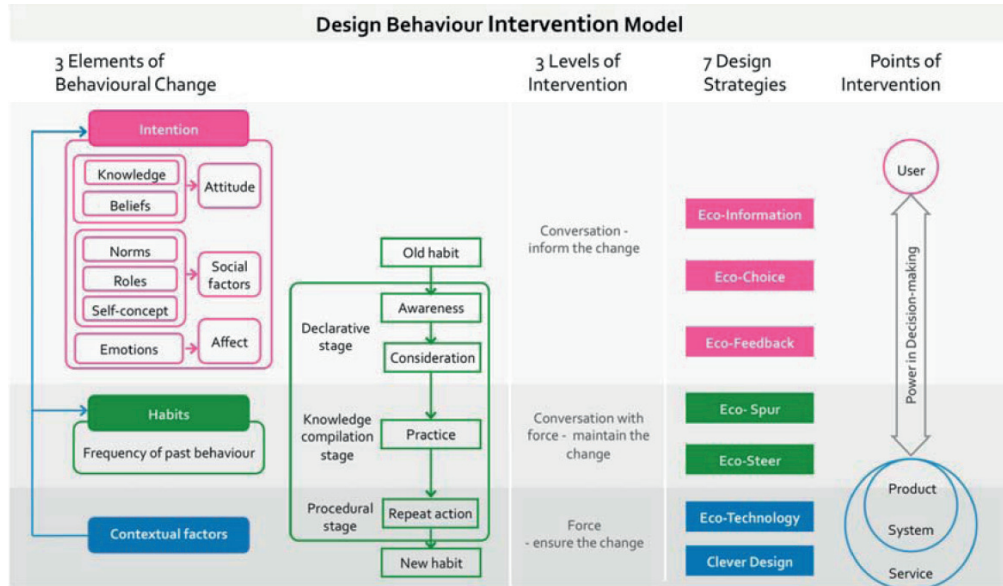 Design Behaviour Intervention Model
3 Elements of
Behavioural Change
3 Levels of
Intervention
7 Design
Strategies
Points of
Intervention
Intention
Knowledge
Beliefs
Attitude
Norms
Roles
Self-concept
Social
factors
Emotions
Affect
Habits
Frequency of past behaviour
Contextual factors
Old habit
Declarative
stage
Awareness
Consideration
Knowledge
compilation
stage
Practice
Procedural
stage
Repeat action
New habit
Conversation -
inform the change
Conversation with
force - maintain the
change
Force
- ensure the change
Eco-Information
Eco-Choice
Eco-Feedback
Eco- Spur
Eco-Steer
Eco-Technology
Clever Design
User
Power in Decision-making
Product
System
Service